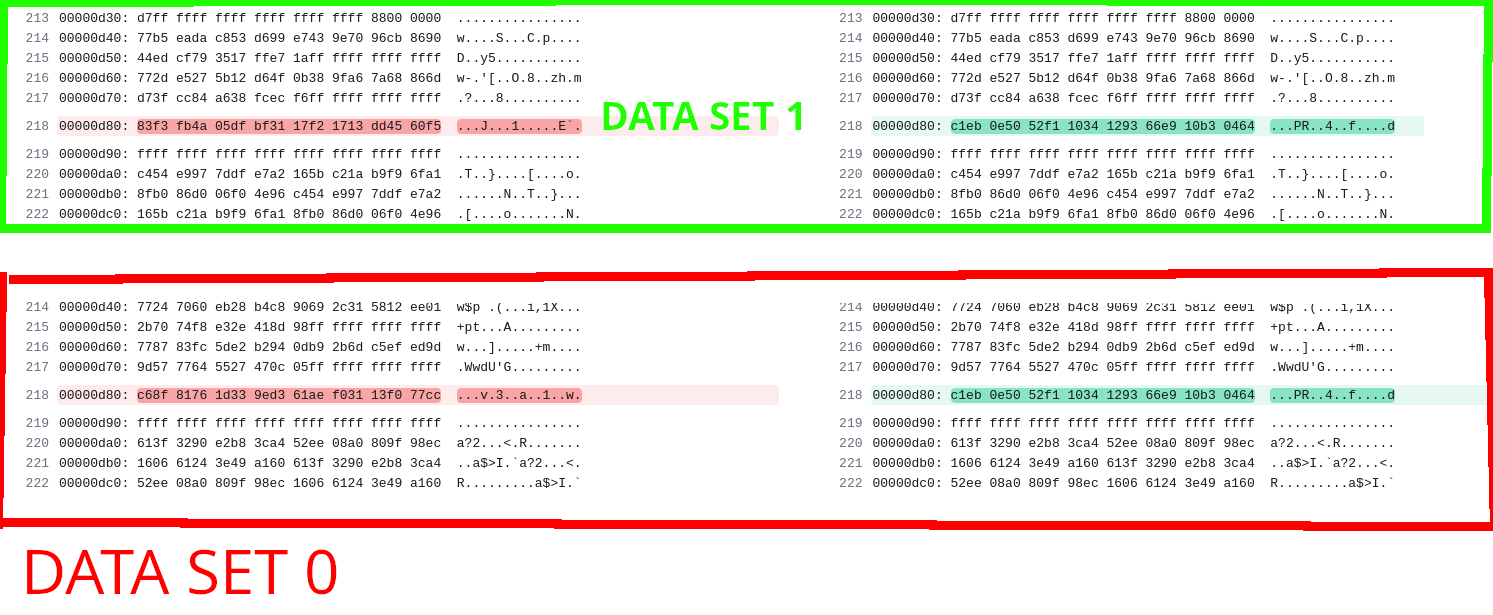 213 00000d30: d7ff ffff ffff ffff ffff ffff 8800 0000 ................ 213 00000d30: d7ff ffff ffff ffff ffff ffff 8800 0000 ................
214 00000d40: 77b5 eada c853 d699 e743 9e70 96cb 8690 w....S...C.p.... 214 00000d40: 77b5 eada c853 d699 e743 9e70 96cb 8690 w....S...C.p....
215 00000d50: 44ed cf79 3517 ffe7 1aff ffff ffff ffff D..y5........... 215 00000d50: 44ed cf79 3517 ffe7 1aff ffff ffff ffff D..y5...........
216 00000d60: 772d e527 5b12 d64f 0b38 9fa6 7a68 866d w-.'[..O.8..zh.m 216 00000d60: 772d e527 5b12 d64f 0b38 9fa6 7a68 866d w-.'[..O.8..zh.m
217 00000d70: d73f cc84 a638 fcec f6ff ffff ffff ffff .?...8.......... 217 00000d70: d73f cc84 a638 fcec f6ff ffff ffff ffff .?...8..........
DATA SET 1
218 00000d80: 83f3 fb4a 05df bf31 17f2 1713 dd45 60f5 ...J...1.....E`. 218 00000d80: c1eb 0e50 52f1 1034 1293 66e9 10b3 0464 ...PR..4..f....d
219 00000d90: ffff ffff ffff ffff ffff ffff ffff ffff ................ 219 00000d90: ffff ffff ffff ffff ffff ffff ffff ffff ................
220 00000da0: c454 e997 7ddf e7a2 165b c21a b9f9 6fa1 .T..}....[....o. 220 00000da0: c454 e997 7ddf e7a2 165b c21a b9f9 6fa1 .T..}....[....o.
221 00000db0: 8fb0 86d0 06f0 4e96 c454 e997 7ddf e7a2 ......N..T..}... 221 00000db0: 8fb0 86d0 06f0 4e96 c454 e997 7ddf e7a2 ......N..T..}...
222 00000dc0: 165b c21a b9f9 6fa1 8fb0 86d0 06f0 4e96 .[....o.......N. 222 00000dc0: 165b c21a b9f9 6fa1 8fb0 86d0 06f0 4e96 .[....o.......N.
214 00000d40: 7724 7060 eb28 b4c8 9069 2c31 5812 ee01 w$p .(...i,1X... 214 00000d40: 7724 7060 eb28 b4c8 9069 2c31 5812 ee01 w$p .(...i,1X...
215 00000d50: 2b70 74f8 e32e 418d 98ff ffff ffff ffff +pt...A......... 215 00000d50: 2b70 74f8 e32e 418d 98ff ffff ffff ffff +pt...A.........
216 00000d60: 7787 83fc 5de2 b294 0db9 2b6d c5ef ed9d w...].....+m.... 216 00000d60: 7787 83fc 5de2 b294 0db9 2b6d c5ef ed9d w...].....+m....
217 00000d70: 9d57 7764 5527 470c 05ff ffff ffff ffff .WwdU'G......... 217 00000d70: 9d57 7764 5527 470c 05ff ffff ffff ffff .WwdU'G.........
218 00000d80: c68f 8176 1d33 9ed3 61ae f031 13f0 77cc ...v.3..a..1..w. 218 00000d80: c1eb 0e50 52f1 1034 1293 66e9 10b3 0464 ...PR..4..f....d
219 00000d90: ffff ffff ffff ffff ffff ffff ffff ffff ................ 219 00000d90: ffff ffff ffff ffff ffff ffff ffff ffff ................
220 00000da0: 613f 3290 e2b8 3ca4 52ee 08a0 809f 98ec a?2...<.R....... 220 00000da0: 613f 3290 e2b8 3ca4 52ee 08a0 809f 98ec a?2...<.R.......
221 00000db0: 1606 6124 3e49 a160 613f 3290 e2b8 3ca4 ..a$>I.`a?2...<. 221 00000db0: 1606 6124 3e49 a160 613f 3290 e2b8 3ca4 ..a$>I.`a?2...<.
222 00000dc0: 52ee 08a0 809f 98ec 1606 6124 3e49 a160 R.........a$>I.` 222 00000dc0: 52ee 08a0 809f 98ec 1606 6124 3e49 a160 R.........a$>I.`
DATA SET 0